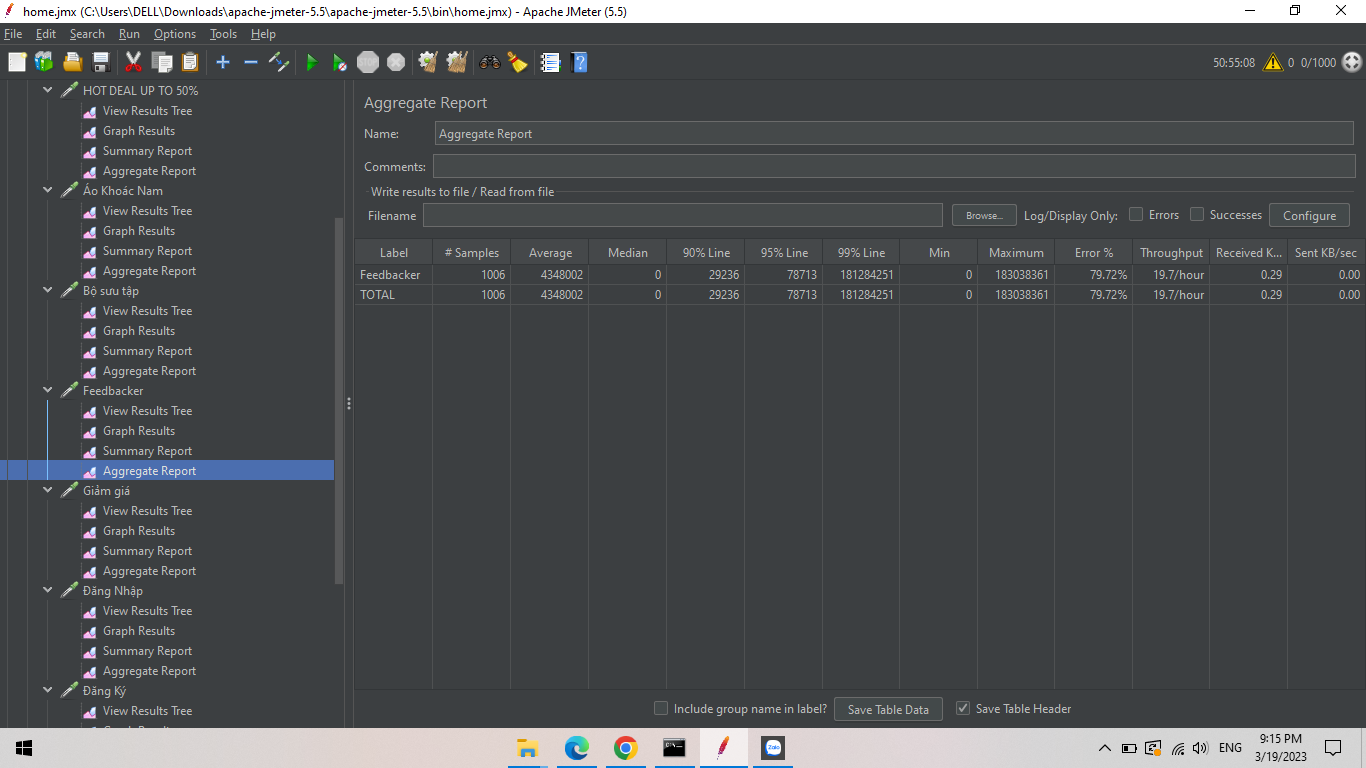 home.jmx (C:\Users\DELL\Downloads\apache-jmeter-5.5\apache-jmeter-5.5\bin\home.jmx) - Apache JMeter (5.5)
File Edit Search Run Options Tools Help
STOP 50:55:08 0 0/1000
HOT DEAL UP TO 50%
View Results Tree
Graph Results
Summary Report
Aggregate Report
Áo Khoác Nam
View Results Tree
Graph Results
Summary Report
Aggregate Report
Bộ sưu tập
View Results Tree
Graph Results
Summary Report
Aggregate Report
Feedbacker
View Results Tree
Graph Results
Summary Report
Aggregate Report
Giảm giá
View Results Tree
Graph Results
Summary Report
Aggregate Report
Đăng Nhập
View Results Tree
Graph Results
Summary Report
Aggregate Report
Đăng Ký
View Results Tree
Aggregate Report
Name: Aggregate Report
Comments:
Write results to file / Read from file
Filename Browse... Log/Display Only: Errors Successes Configure
Label # Samples Average Median 90% Line 95% Line 99% Line Min Maximum Error % Throughput Received K... Sent KB/sec
Feedbacker 1006 4348002 0 29236 78713 181284251 0 183038361 79.72% 19.7/hour 0.29 0.00
TOTAL 1006 4348002 0 29236 78713 181284251 0 183038361 79.72% 19.7/hour 0.29 0.00
Include group name in label? Save Table Data Save Table Header
Zalo
ENG
9:15 PM
3/19/2023